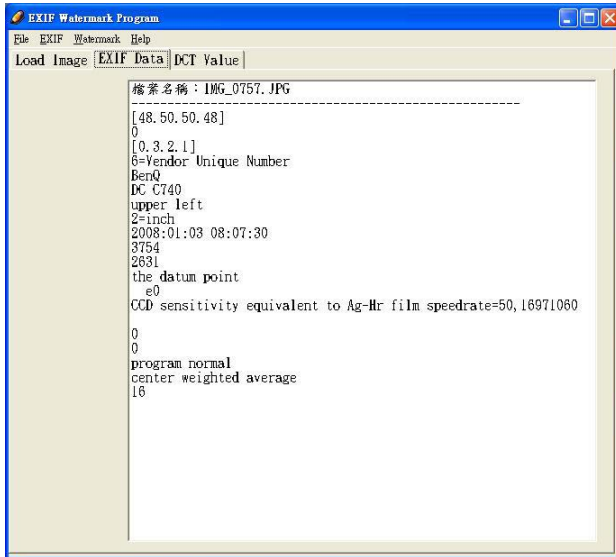 EXIF Watermark Program
File EXIF Watermark Help
Load Image EXIF Data DCT Value
檔案名稱：IMG_0757.JPG
------------------------------------------------------
[48.50.50.48]
0
[0.3.2.1]
6=Vendor Unique Number
BenQ
DC C740
upper left
2=inch
2008:01:03 08:07:30
3754
2631
the datum point
e0
CCD sensitivity equivalent to Ag-Hr film speedrate=50,16971060
0
0
program normal
center weighted average
16